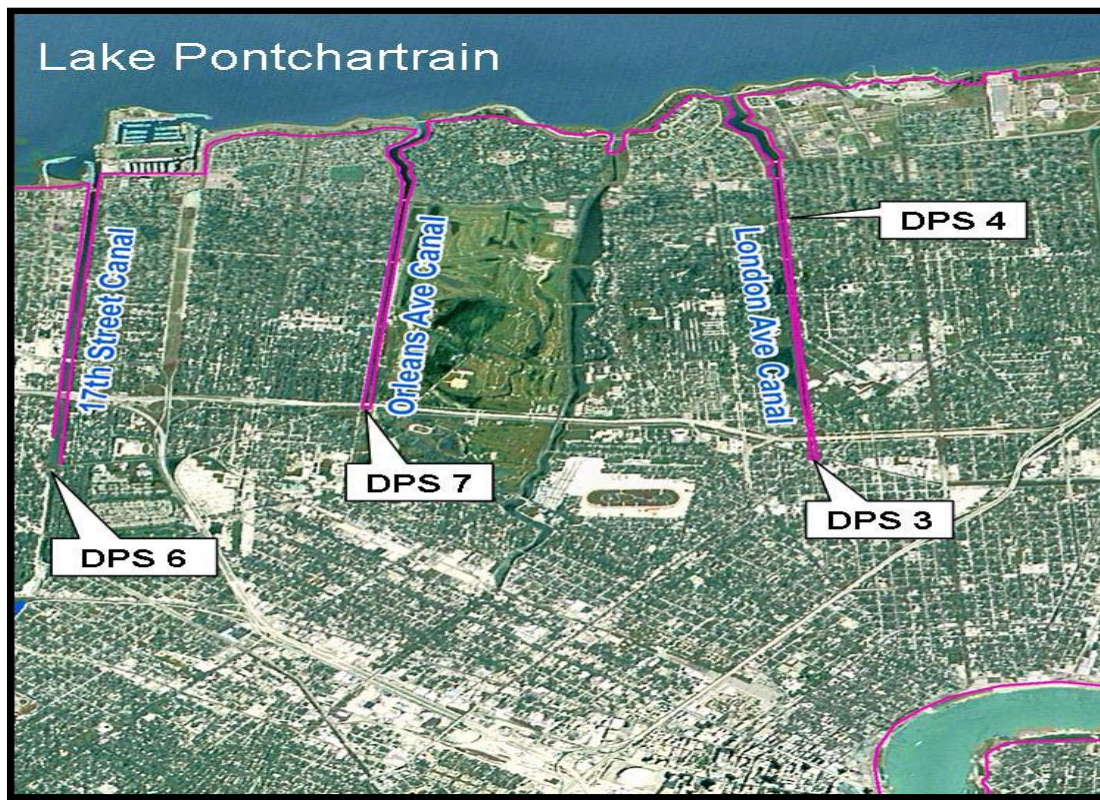 Lake Pontchartrain
DPS 4
17th Street Canal
Orleans Ave Canal
London Ave Canal
DPS 7
DPS 3
DPS 6